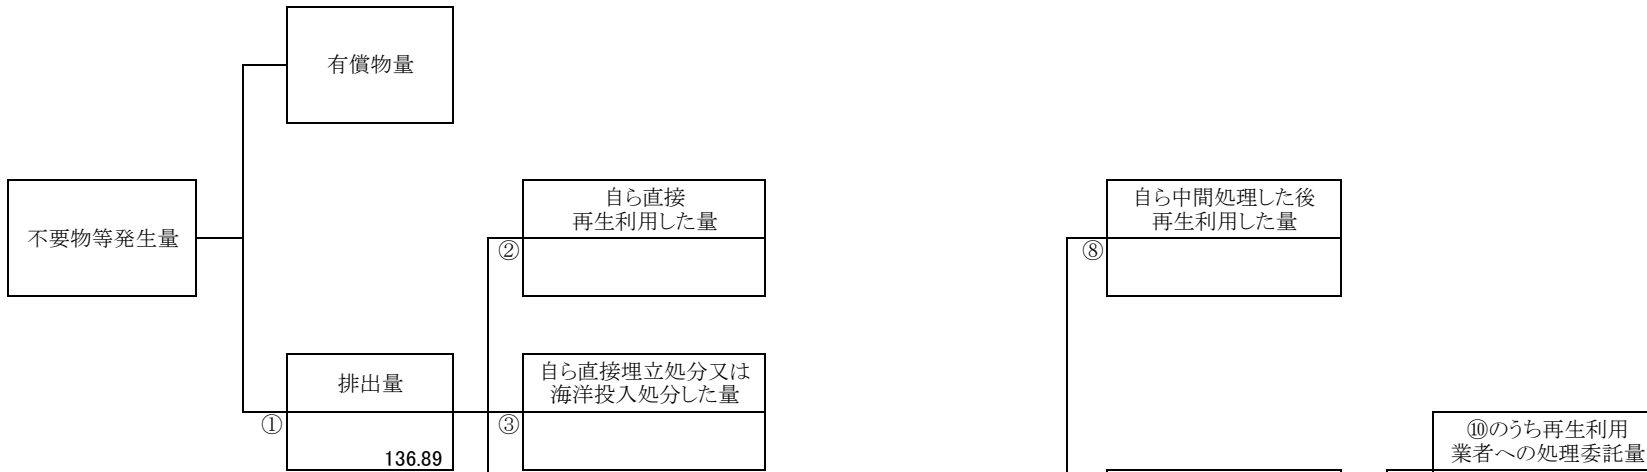 有償物量
不要物等発生量
自ら直接
再生利用した量
②
自ら中間処理した後
再生利用した量
⑧
排出量
①
136.89
自ら直接埋立処分又は
海洋投入処分した量
③
⑩のうち再生利用
業者への処理委託量